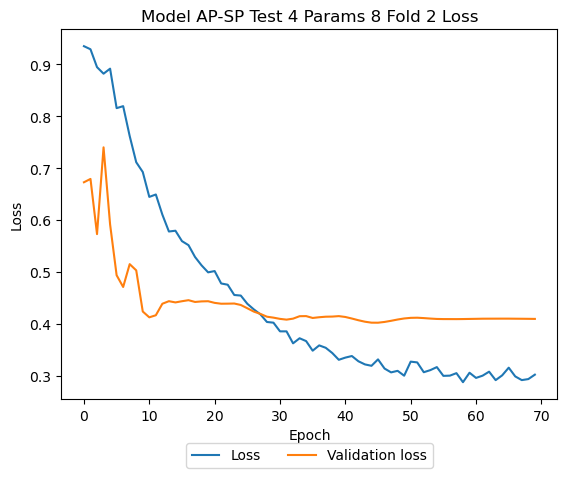 Model AP-SP Test 4 Params 8 Fold 2 Loss
0.9
0.8
0.7
0.6
0.5
0.4
0.3
Loss
0 10 20 30 40 50 60 70
Epoch
Loss Validation loss